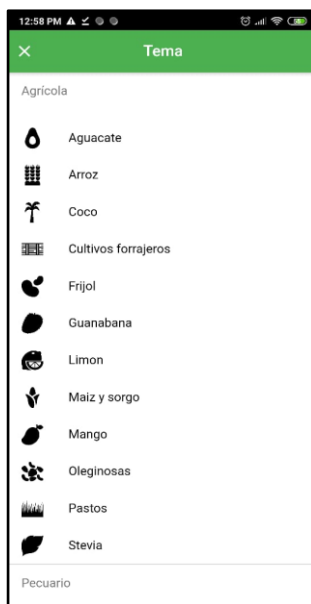 12:58 PM
Tema
Agrícola
Aguacate
Arroz
Coco
Cultivos forrajeros
Frijol
Guanabana
Limon
Maiz y sorgo
Mango
Oleginosas
Pastos
Stevia
Pecuario